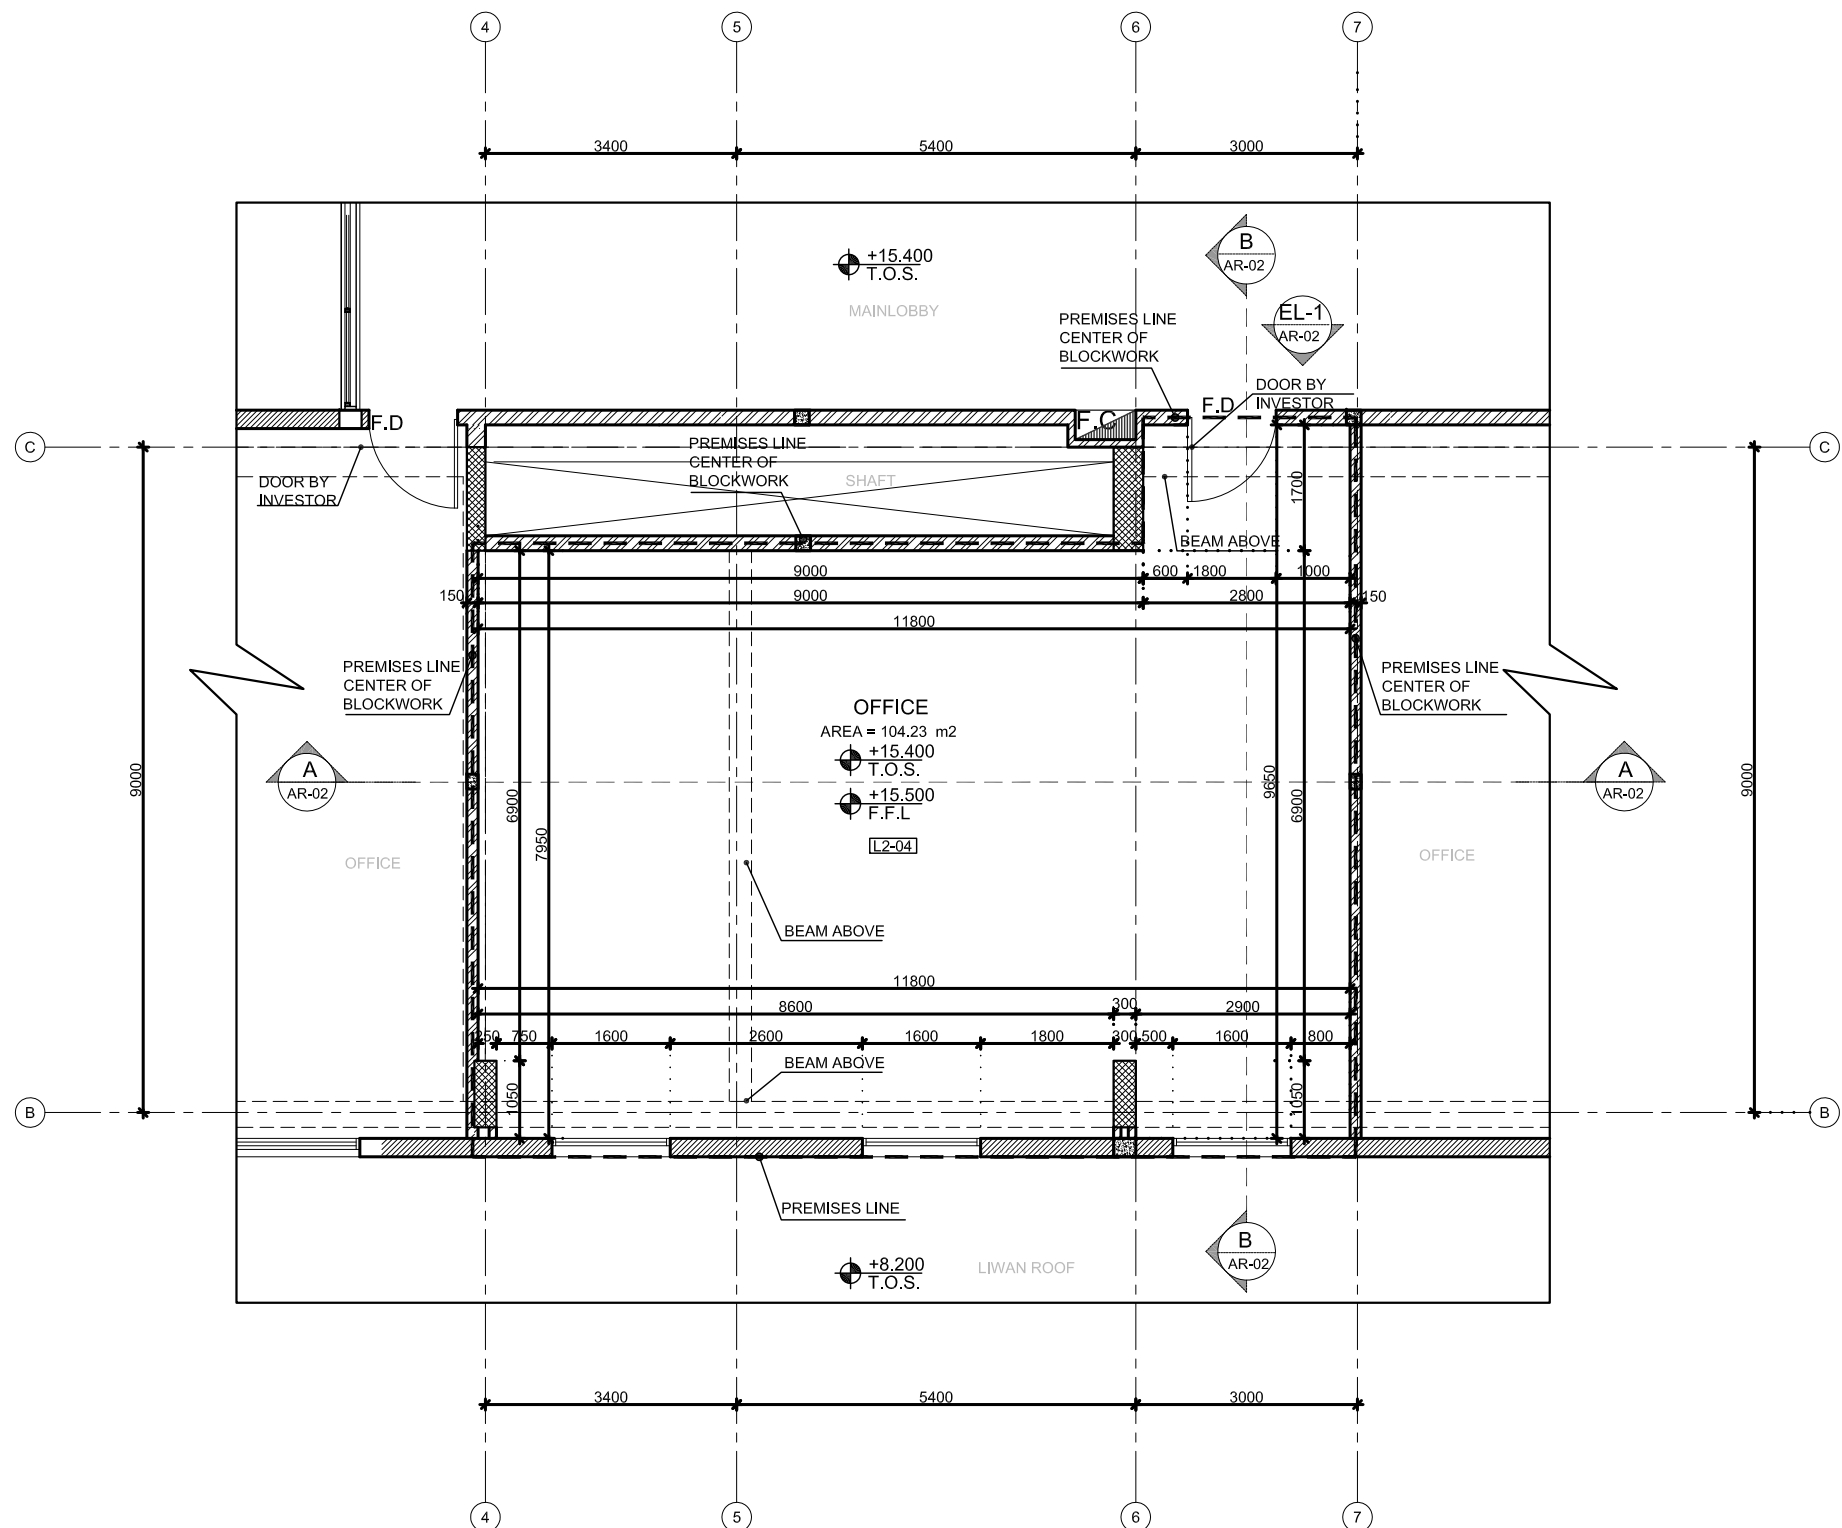 4
5
6
7
3400
5400
3000
+15.400
T.O.S.
MAINLOBBY
B
AR-02
EL-1
AR-02
PREMISES LINE
CENTER OF
BLOCKWORK
DOOR BY
INVESTOR
F.D
F.C
F.D
C
C
PREMISES LINE
CENTER OF
BLOCKWORK
SHAFT
DOOR BY
INVESTOR
1700
BEAM ABOVE
9000
600
1800
1000
150
9000
2800
150
11800
PREMISES LINE
CENTER OF
BLOCKWORK
PREMISES LINE
CENTER OF
BLOCKWORK
OFFICE
AREA = 104.23 m2
+15.400
T.O.S.
+15.500
F.F.L
L2-04
A
AR-02
A
AR-02
9000
6900
7950
9650
6900
9000
OFFICE
OFFICE
BEAM ABOVE
11800
8600
300
2900
250
750
1600
2600
1600
1800
300
500
1600
800
BEAM ABOVE
1050
1050
B
B
PREMISES LINE
+8.200
T.O.S.
LIWAN ROOF
B
AR-02
3400
5400
3000
4
5
6
7